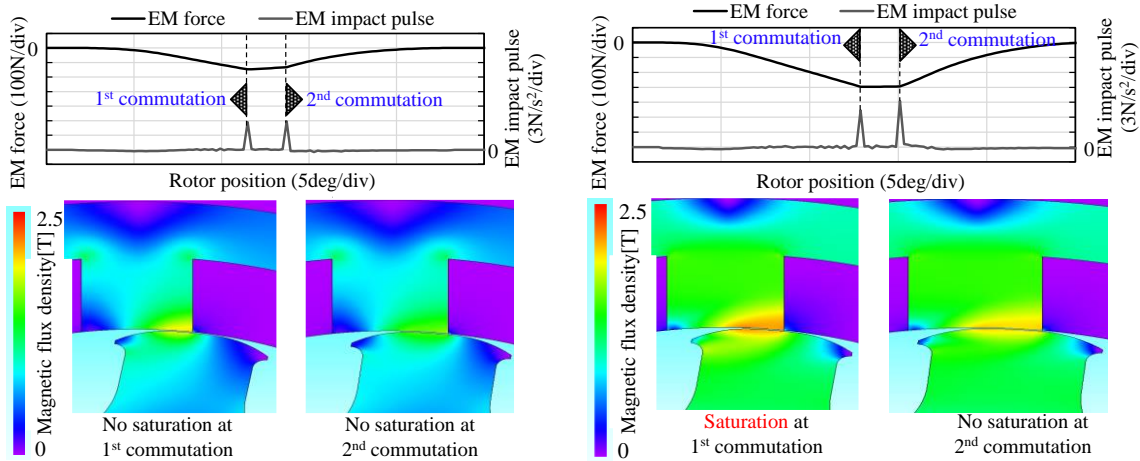 EM force EM impact pulse
0
EM force (100N/div)
1st commutation
2nd commutation
EM impact pulse
(3N/s²/div)
0
Rotor position (5deg/div)
2.5
Magnetic flux density[T]
0
No saturation at
1st commutation
No saturation at
2nd commutation
EM force EM impact pulse
0
EM force (100N/div)
1st commutation
2nd commutation
EM impact pulse
(3N/s²/div)
0
Rotor position (5deg/div)
2.5
Magnetic flux density[T]
0
Saturation at
1st commutation
No saturation at
2nd commutation